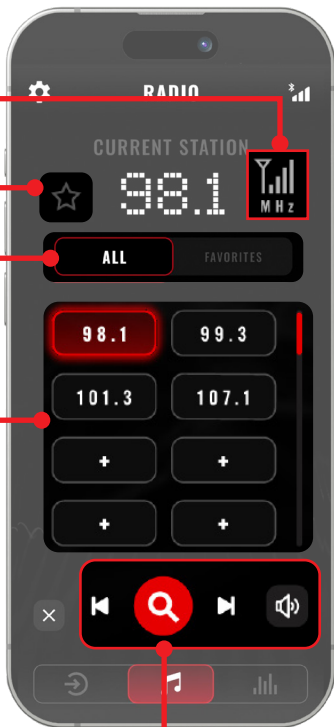 RADIO
CURRENT STATION
98.1
MHz
ALL FAVORITES
98.1 99.3
101.3 107.1
+ +
+ +